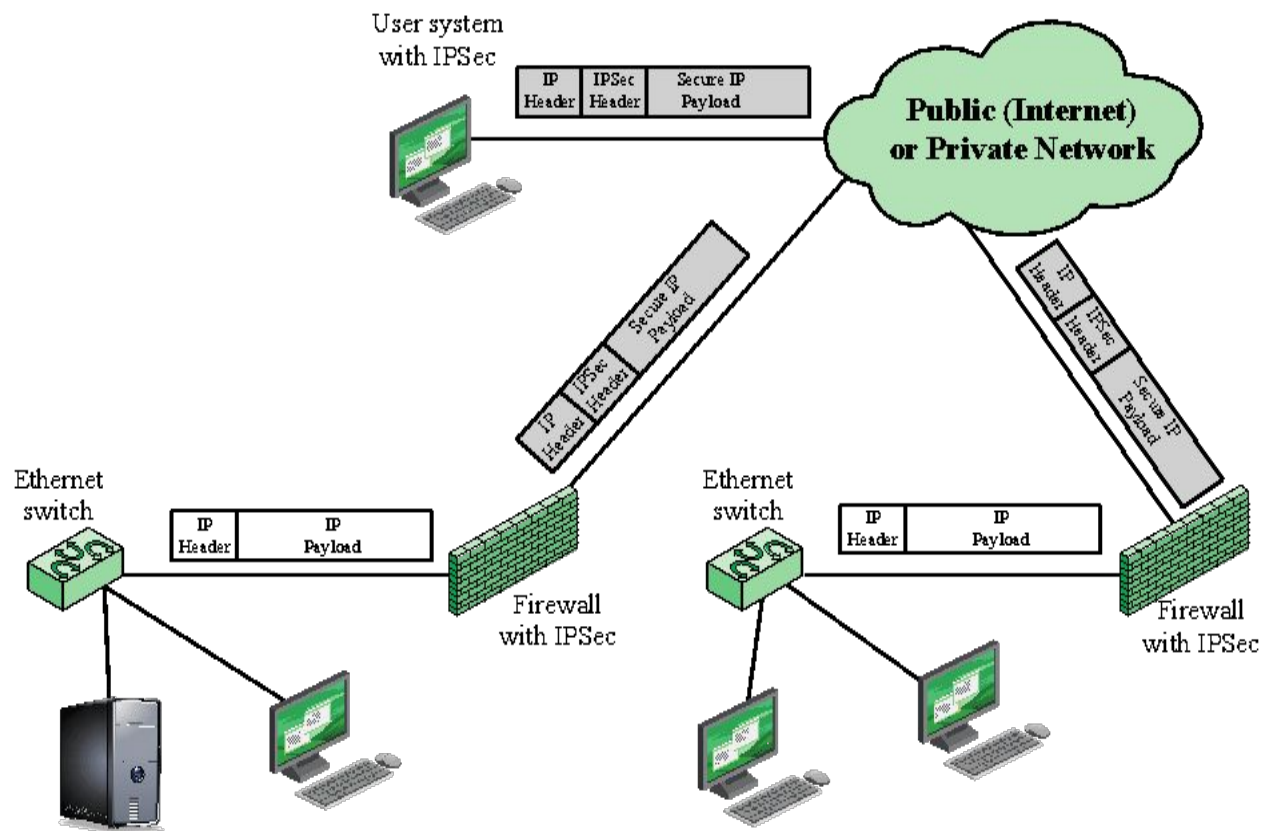 User system
with IPSec
IP
Header
IPSec
Header
Secure IP
Payload
Public (Internet)
or Private Network
IP
Header
IPSec
Header
Secure IP
Payload
IP
Header
IPSec
Header
Secure IP
Payload
Ethernet
switch
IP
Header
IP
Payload
Firewall
with IPSec
Ethernet
switch
IP
Header
IP
Payload
Firewall
with IPSec